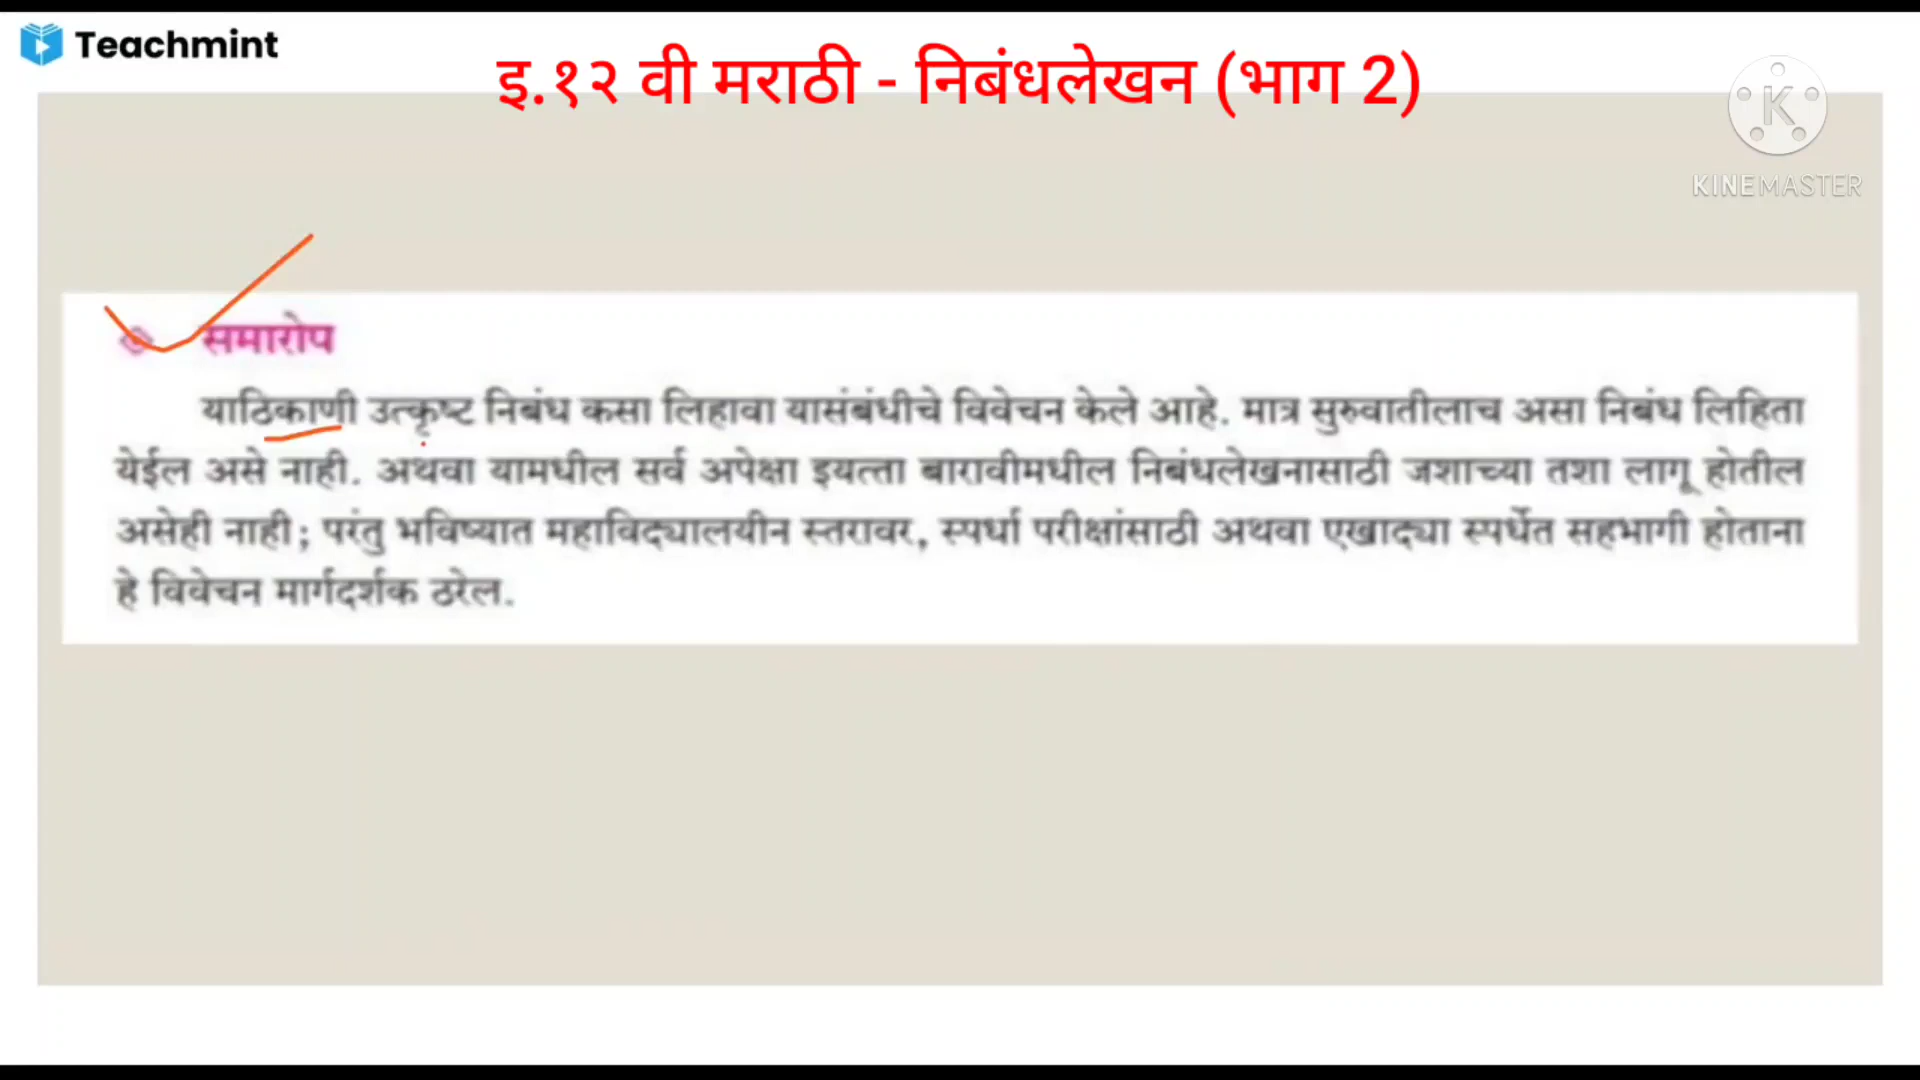 Teachmint
इ.१२ वी मराठी - निबंधलेखन (भाग 2)
K
KINEMASTER
समारोप
याठिकाणी उत्कृष्ट निबंध कसा लिहावा यासंबंधीचे विवेचन केले आहे. मात्र सुरुवातीलाच असा निबंध लिहिता
येईल असे नाही. अथवा यामधील सर्व अपेक्षा इयत्ता बारावीमधील निबंधलेखनासाठी जशाच्या तशा लागू होतील
असेही नाही; परंतु भविष्यात महाविद्यालयीन स्तरावर, स्पर्धा परीक्षांसाठी अथवा एखाद्या स्पर्धेत सहभागी होताना
हे विवेचन मार्गदर्शक ठरेल.